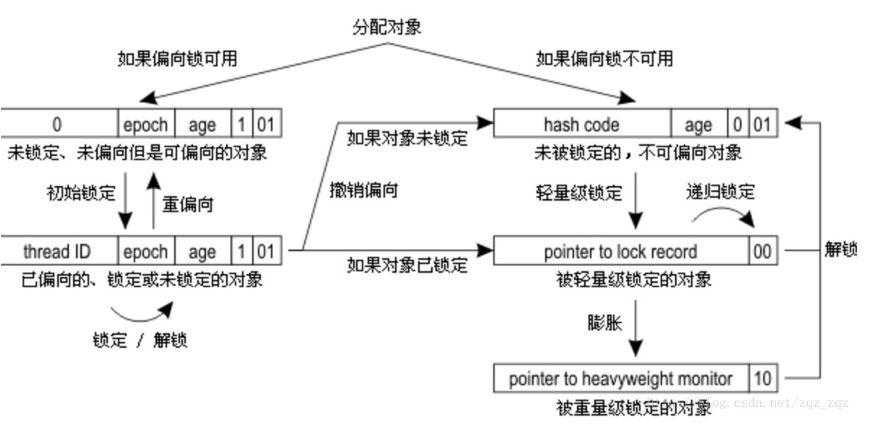 分配对象
如果偏向锁可用
如果偏向锁不可用
0 epoch age 1 01
hash code age 0 01
未锁定、未偏向但是可偏向的对象
如果对象未锁定
未被锁定的，不可偏向对象
初始锁定
重偏向
撤销偏向
轻量级锁定
递归锁定
thread ID epoch age 1 01
pointer to lock record 00
解锁
已偏向的、锁定或未锁定的对象
如果对象已锁定
被轻量级锁定的对象
锁定 / 解锁
膨胀
pointer to heavyweight monitor 10
被重量级锁定的对象
blog.csdn.net/zqz_zqz